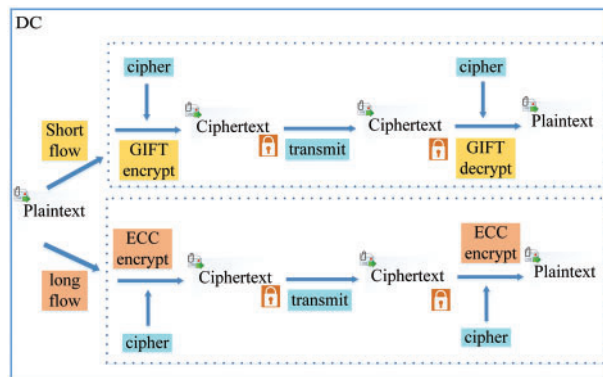 DC
cipher
cipher
Short
flow
Ciphertext
Ciphertext
Plaintext
GIFT
encrypt
transmit
GIFT
decrypt
Plaintext
ECC
encrypt
ECC
encrypt
long
flow
Ciphertext
Ciphertext
Plaintext
transmit
cipher
cipher